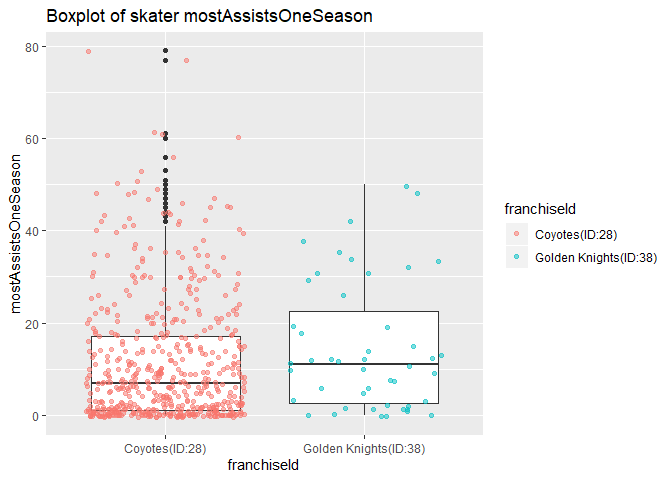 Boxplot of skater mostAssistsOneSeason
mostAssistsOneSeason
80
60
40
20
0
Coyotes(ID:28)
Golden Knights(ID:38)
franchiseId
franchiseId
Coyotes(ID:28)
Golden Knights(ID:38)